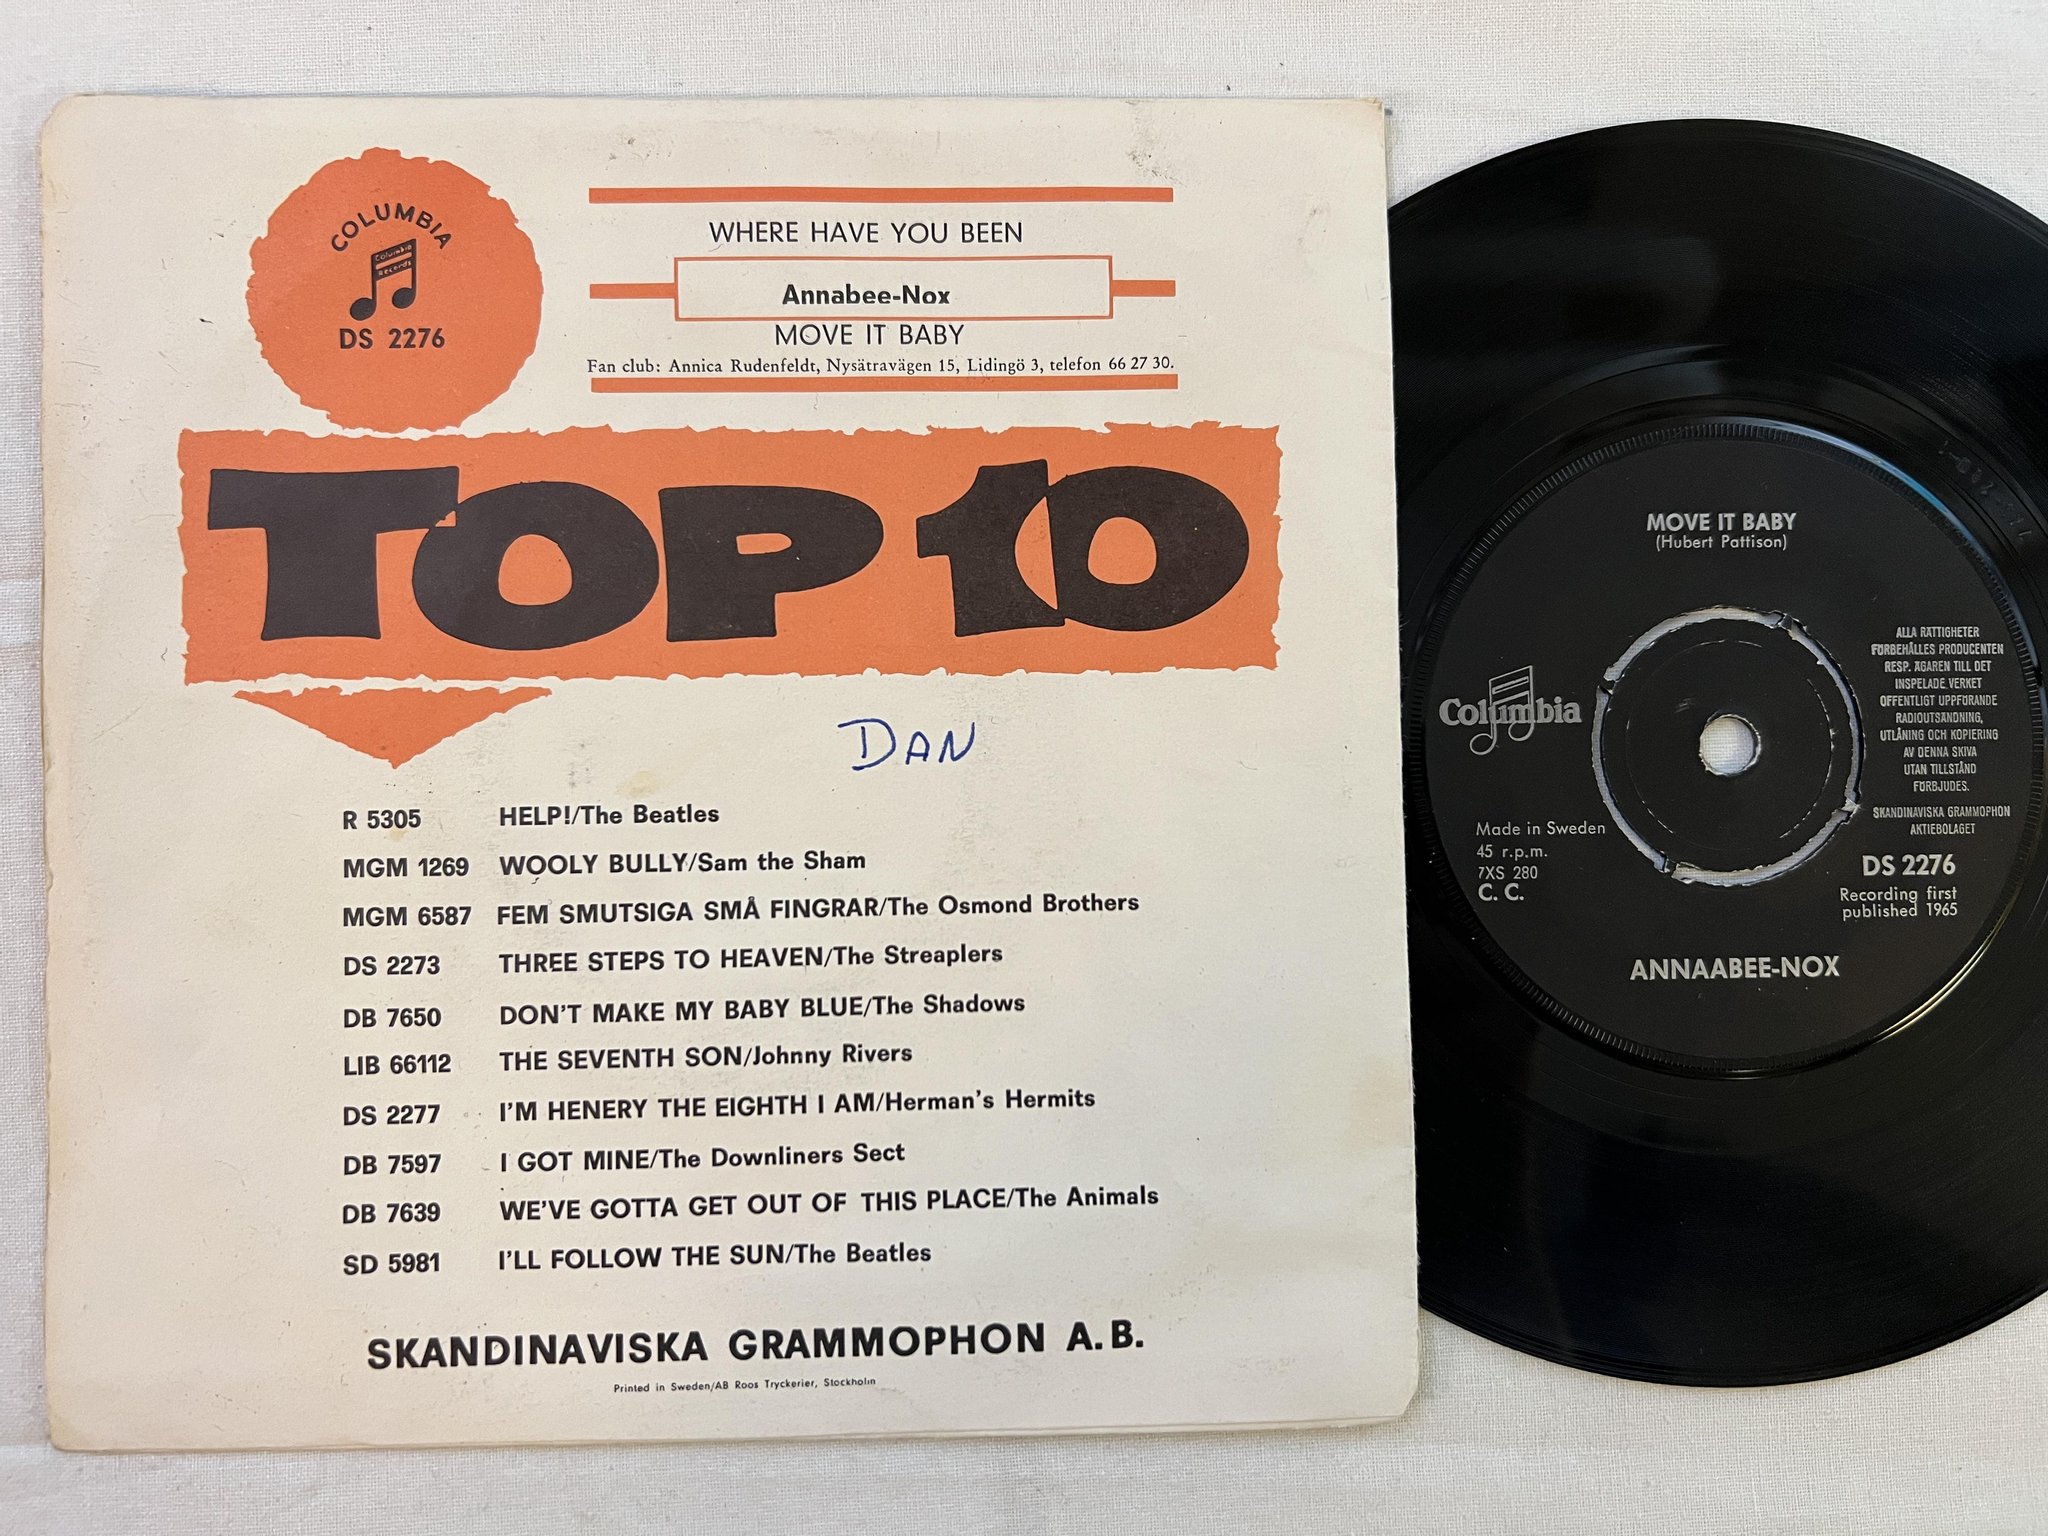 COLUMBIA
Columbia
Records
DS 2276
WHERE HAVE YOU BEEN
Annabee-Nox
MOVE IT BABY
Fan club: Annica Rudenfeldt, Nysätravägen 15, Lidingö 3, telefon 66 27 30.
TOP 10
DAN
R 5305 HELP!/The Beatles
MGM 1269 WOOLY BULLY/Sam the Sham
MGM 6587 FEM SMUTSIGA SMÅ FINGRAR/The Osmond Brothers
DS 2273 THREE STEPS TO HEAVEN/The Streaplers
DB 7650 DON'T MAKE MY BABY BLUE/The Shadows
LIB 66112 THE SEVENTH SON/Johnny Rivers
DS 2277 I'M HENERY THE EIGHTH I AM/Herman's Hermits
DB 7597 I GOT MINE/The Downliners Sect
DB 7639 WE'VE GOTTA GET OUT OF THIS PLACE/The Animals
SD 5981 I'LL FOLLOW THE SUN/The Beatles
SKANDINAVISKA GRAMMOPHON A.B.
Printed in Sweden/AB Roos Tryckerier, Stockholm
MOVE IT BABY
(Hubert Pattison)
Columbia
ALLA RÄTTIGHETER
FÖRBEHÅLLES PRODUCENTEN
RESP. ÄGAREN TILL DET
INSPELADE VERKET
OFFENTLIGT UPPFÖRANDE
RADIOUTSÄNDNING,
UTLÅNING OCH KOPIERING
AV DENNA SKIVA
UTAN TILLSTÅND
FÖRBJUDES.
SKANDINAVISKA GRAMMOPHON
AKTIEBOLAGET
Made in Sweden
45 r.p.m.
7XS 280
C. C.
DS 2276
Recording first
published 1965
ANNAABEE-NOX